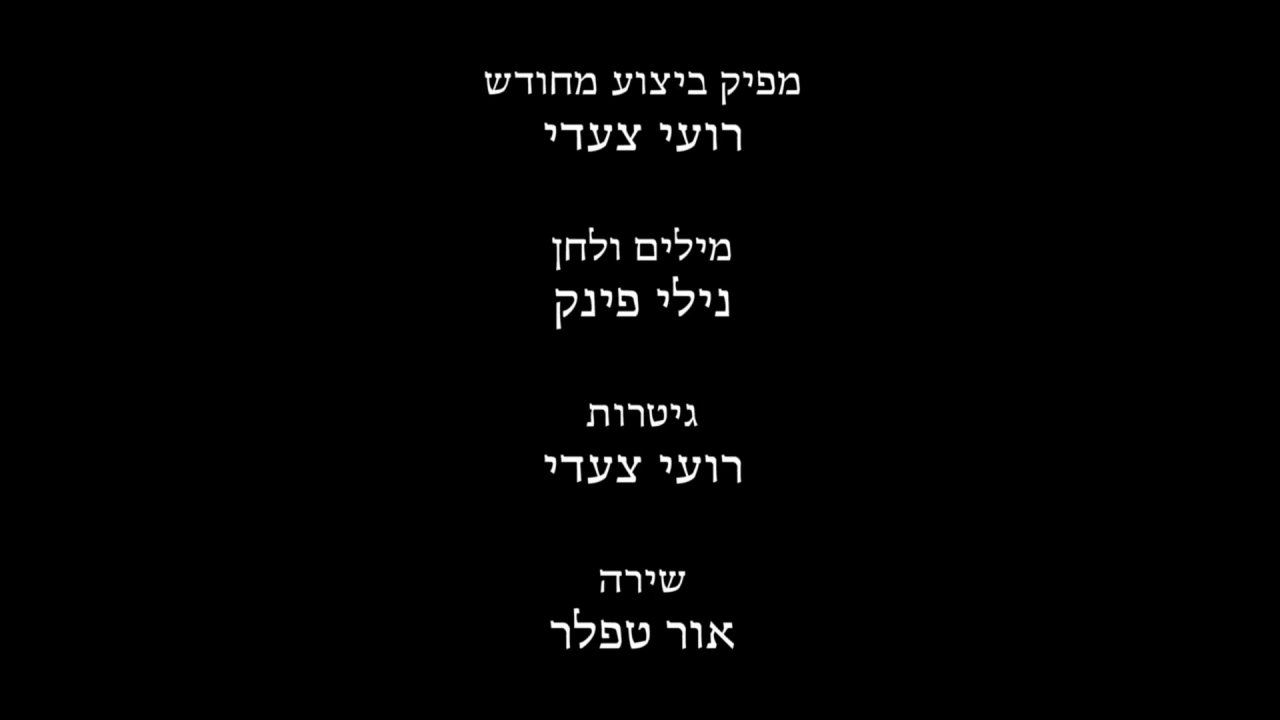 מפיק ביצוע מחודש
רועי צעדי
מילים ולחן
נילי פינק
גיטרות
רועי צעדי
שירה
אור טפלר